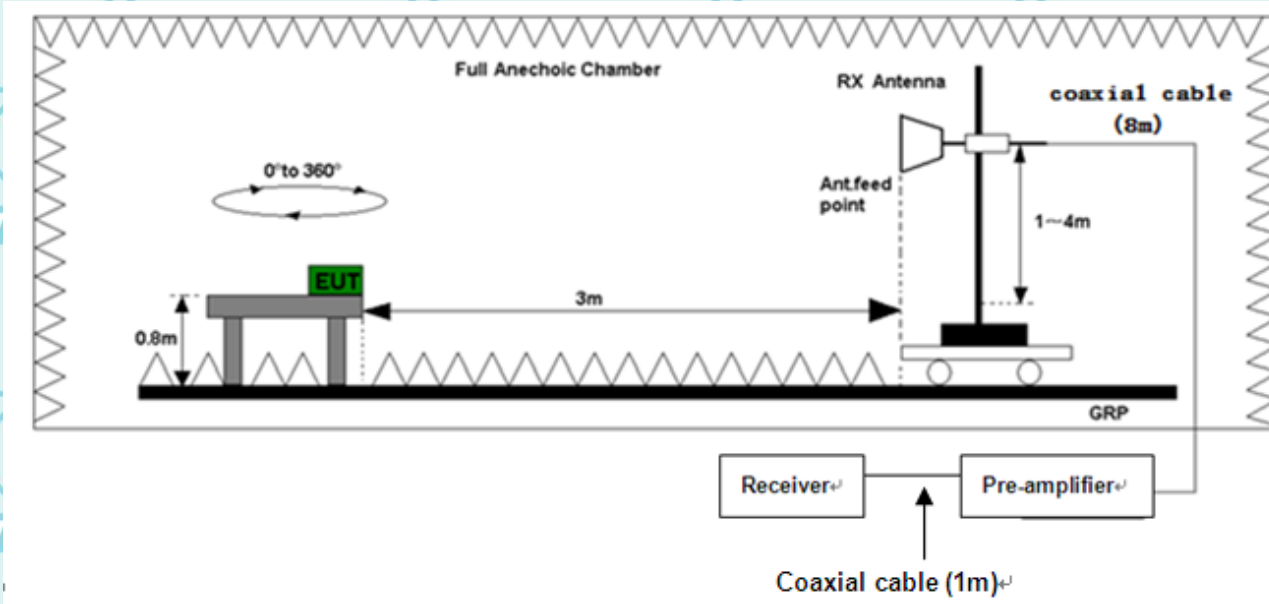 Full Anechoic Chamber
RX Antenna
coaxial cable
(8m)
0°to 360°
Ant.feed
point
1~4m
EUT
3m
0.8m
GRP
Receiver↵
Pre-amplifier↵
Coaxial cable (1m)↵